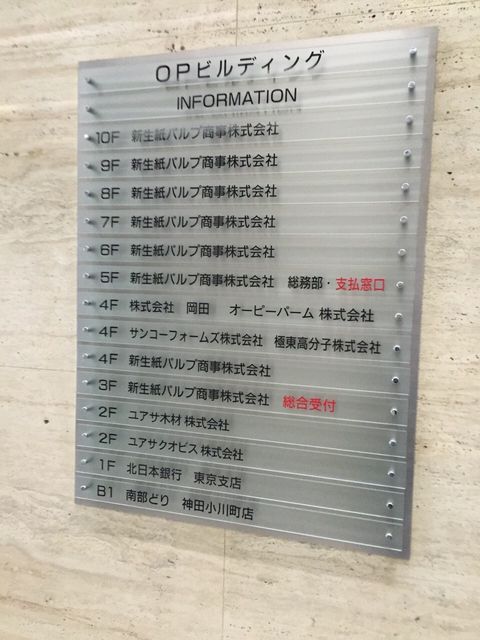 OPビルディング
INFORMATION
10F 新生紙パルプ商事株式会社
9F 新生紙パルプ商事株式会社
8F 新生紙パルプ商事株式会社
7F 新生紙パルプ商事株式会社
6F 新生紙パルプ商事株式会社
5F 新生紙パルプ商事株式会社 総務部・支払窓口
4F 株式会社 岡田 オーピーパーム 株式会社
4F サンコーフォームズ株式会社 極東高分子株式会社
4F 新生紙パルプ商事株式会社
3F 新生紙パルプ商事株式会社 総合受付
2F ユアサ木材 株式会社
2F ユアサクオビス 株式会社
1F 北日本銀行 東京支店
B1 南部どり 神田小川町店